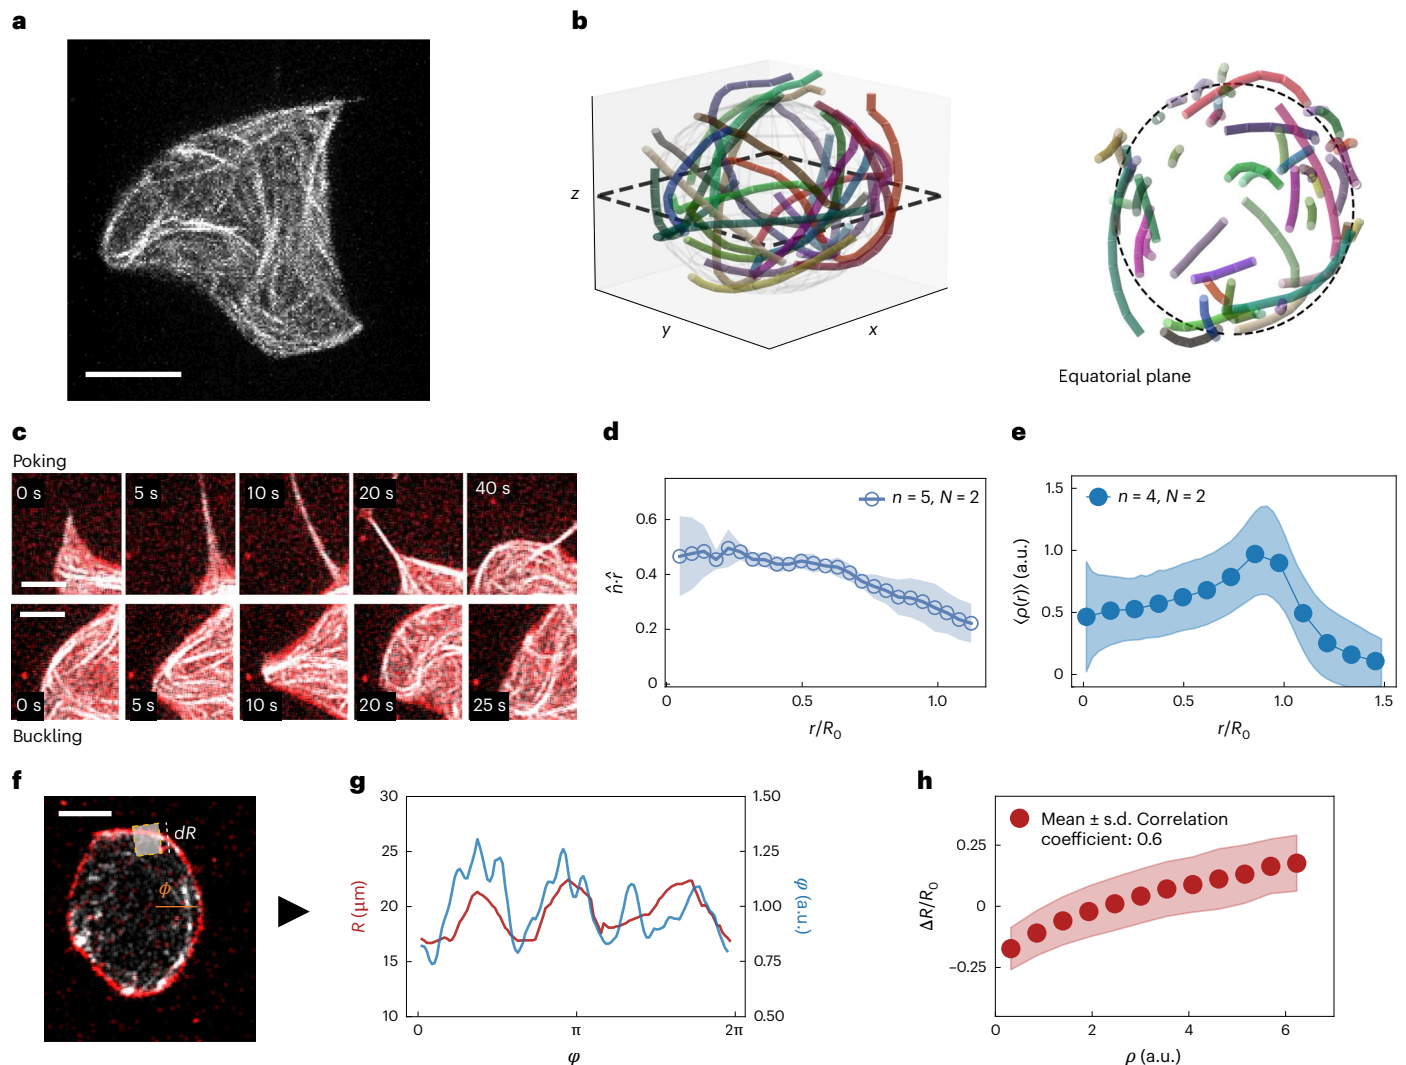 a
b
z
y
x
Equatorial plane
c
Poking
0 s
5 s
10 s
20 s
40 s
0 s
5 s
10 s
20 s
25 s
Buckling
d
n = 5, N = 2
0.6
0.4
0.2
0
n̂·r̂
0
0.5
1.0
r/R₀
e
n = 4, N = 2
1.5
1.0
0.5
0
⟨ρ(r)⟩ (a.u.)
0
0.5
1.0
1.5
r/R₀
f
dR
ϕ
g
30
25
20
15
10
R (μm)
1.50
1.25
1.00
0.75
0.50
φ (a.u.)
0
π
2π
φ
h
Mean ± s.d. Correlation
coefficient: 0.6
0.25
0
−0.25
ΔR/R₀
0
2
4
6
ρ (a.u.)